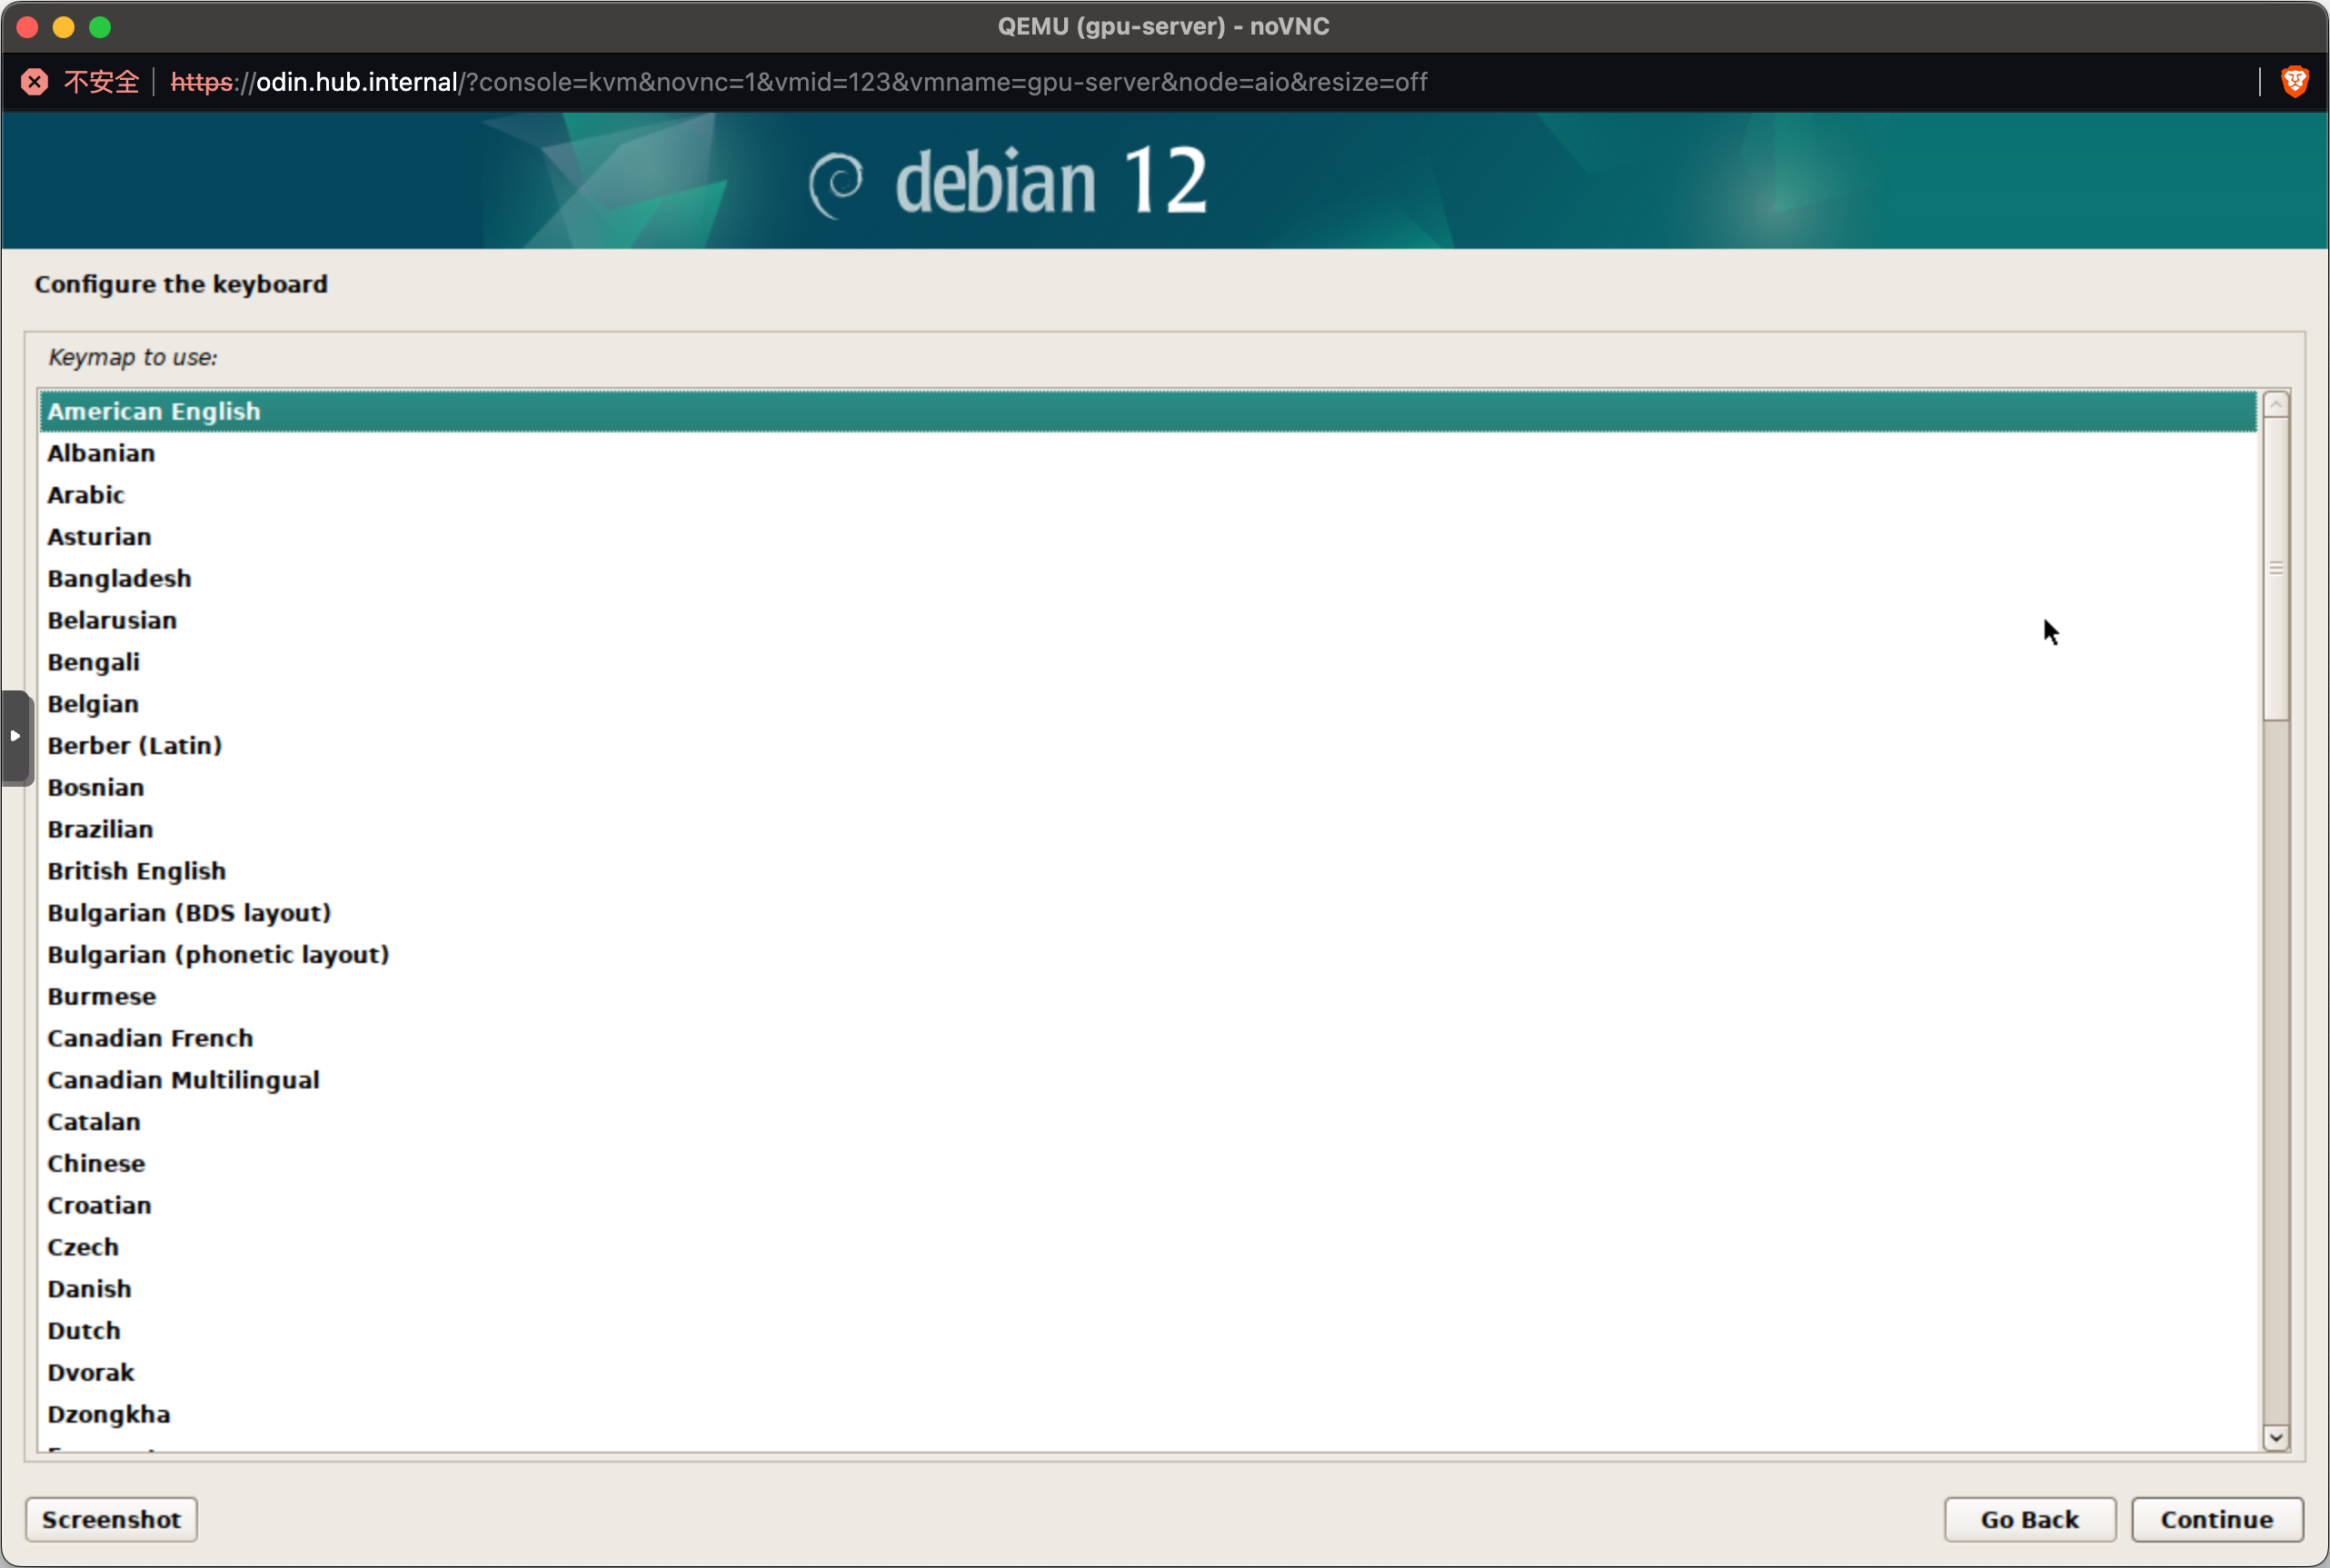 QEMU (gpu-server) - noVNC
不安全 https://odin.hub.internal/?console=kvm&novnc=1&vmid=123&vmname=gpu-server&node=aio&resize=off
debian 12
Configure the keyboard
Keymap to use:
American English
Albanian
Arabic
Asturian
Bangladesh
Belarusian
Bengali
Belgian
Berber (Latin)
Bosnian
Brazilian
British English
Bulgarian (BDS layout)
Bulgarian (phonetic layout)
Burmese
Canadian French
Canadian Multilingual
Catalan
Chinese
Croatian
Czech
Danish
Dutch
Dvorak
Dzongkha
Screenshot
Go Back
Continue